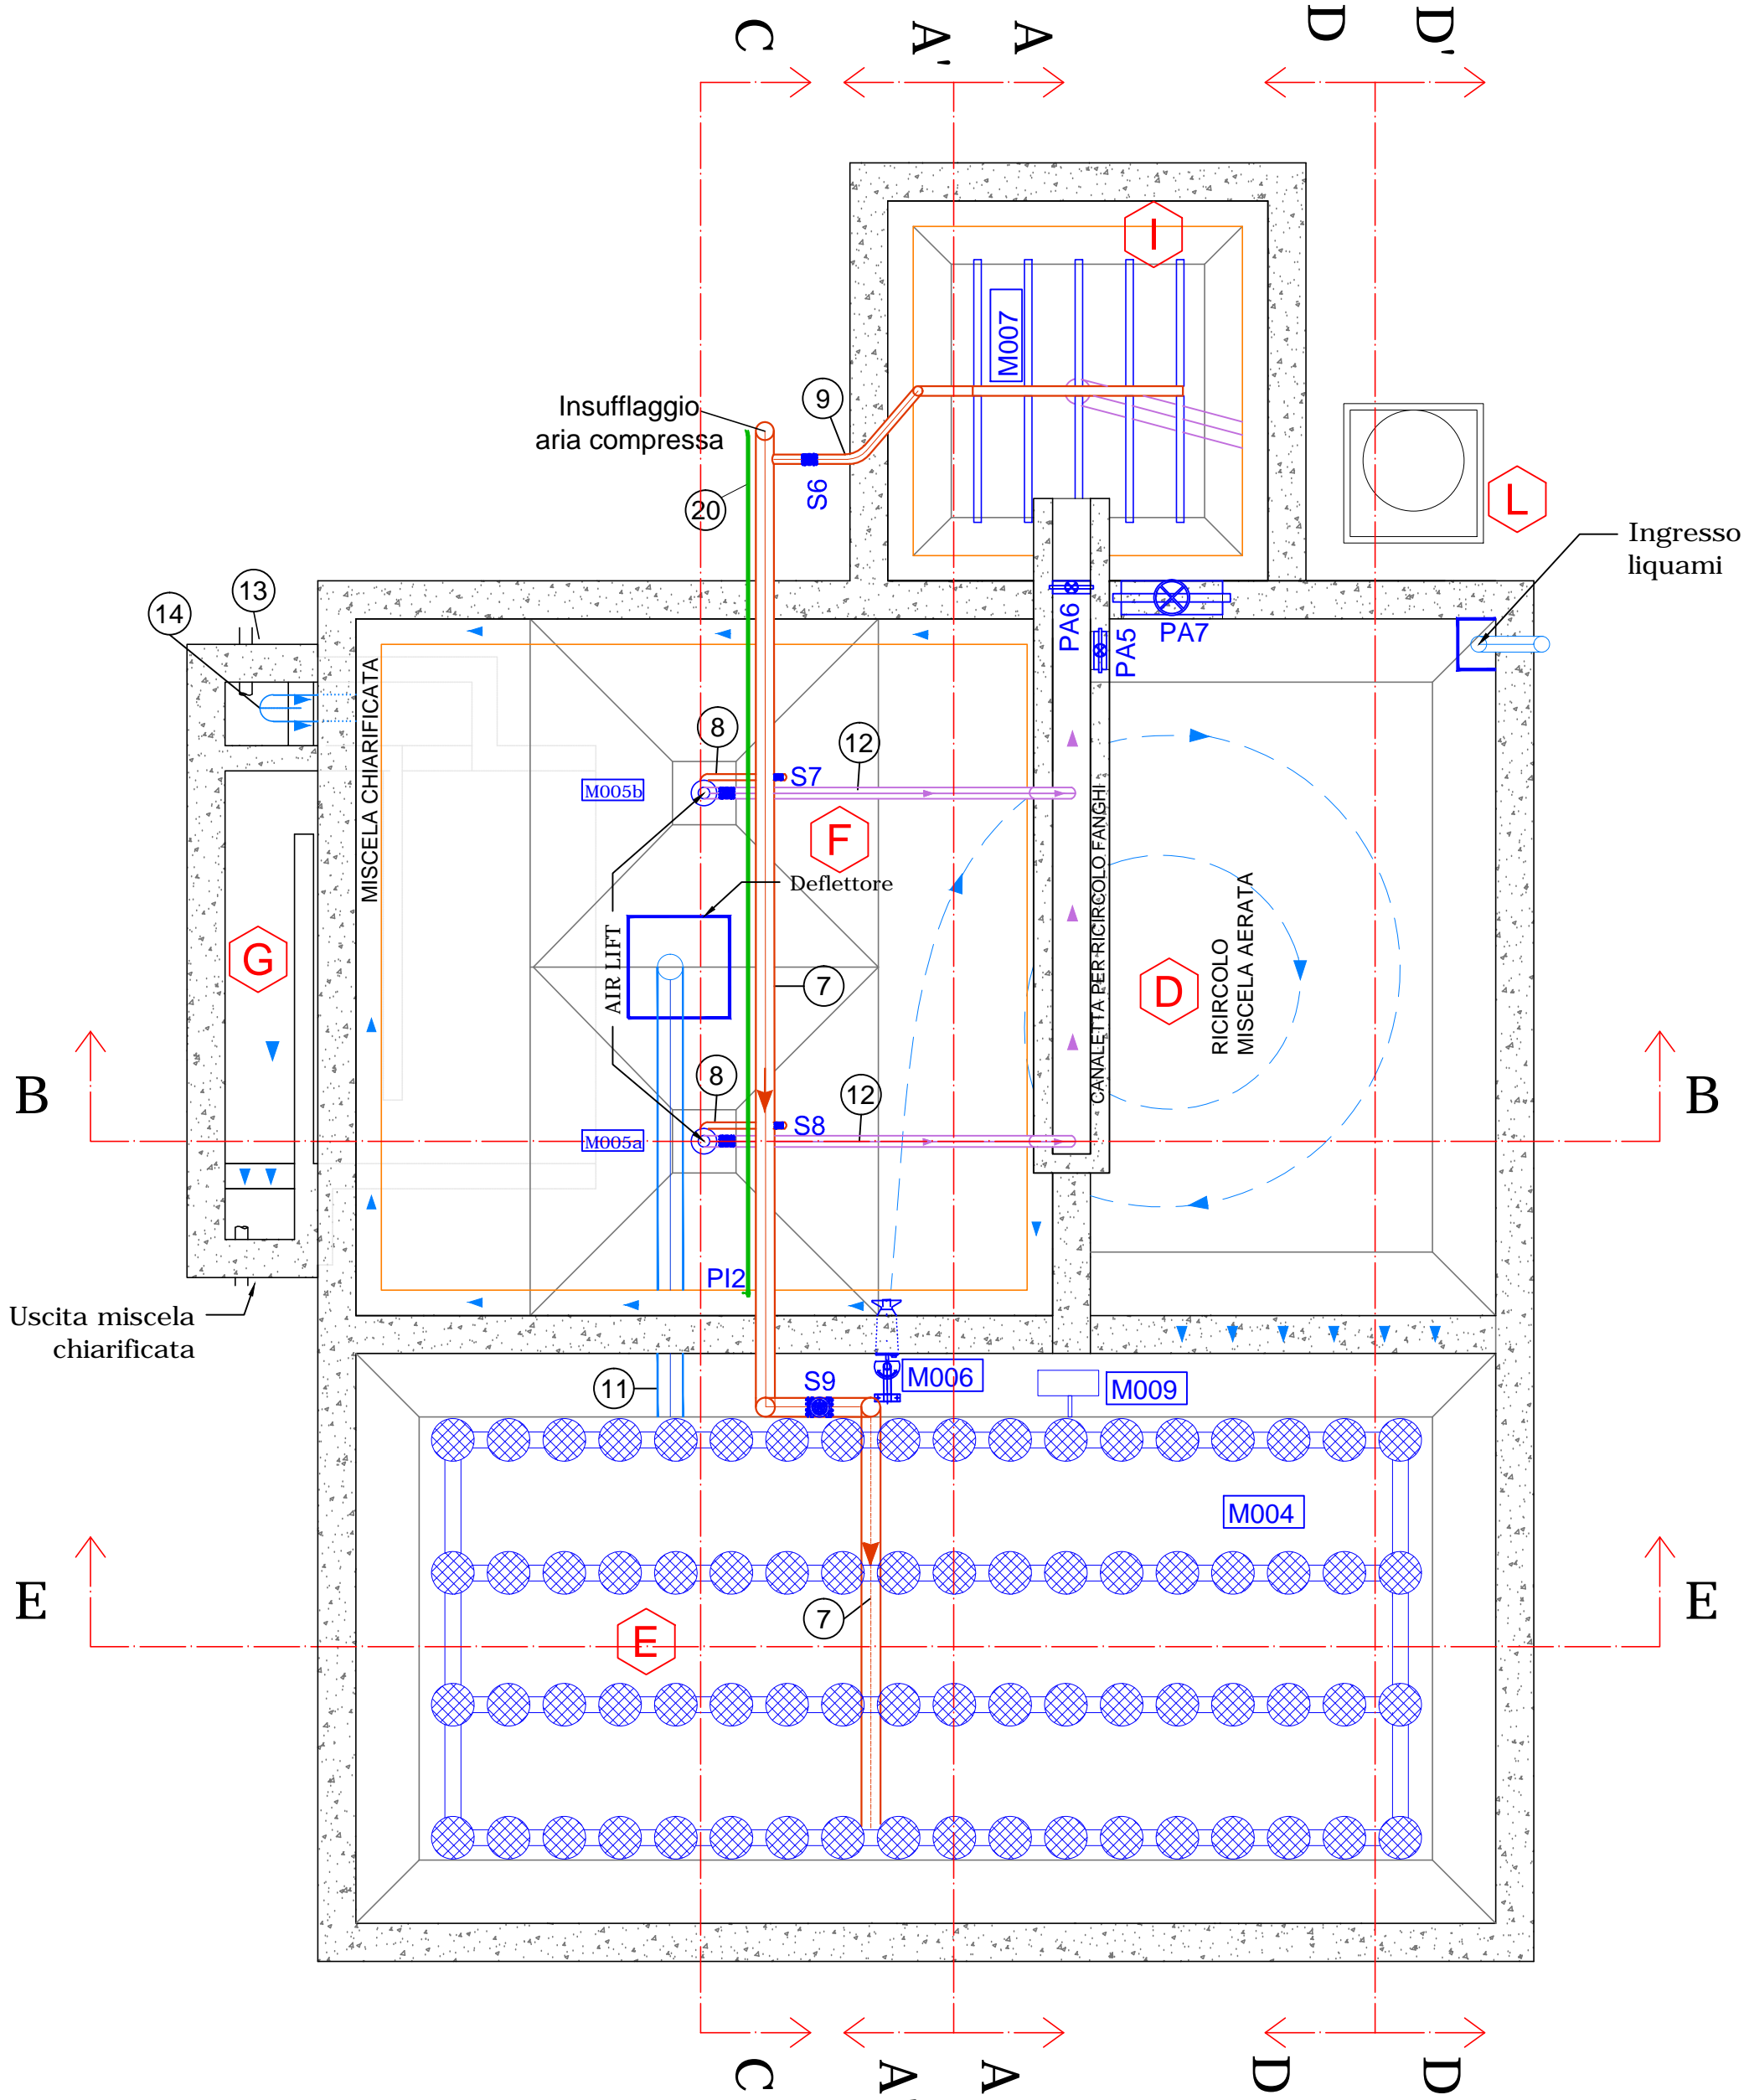 C
A'
A
D
D'
I
M007
Insufflaggio
aria compressa
9
S6
20
L
Ingresso
liquami
13
14
PA6
PA5
PA7
MISCELA CHIARIFICATA
8
12
M005b
S7
F
Deflettore
AIR LIFT
CANALETTA PER RICIRCOLO FANGHI
RICIRCOLO
MISCELA AERATA
G
7
D
B
B
8
12
M005a
S8
PI2
Uscita miscela
chiarificata
11
S9
M006
M009
M004
E
E
7
E
C
A'
A
D
D